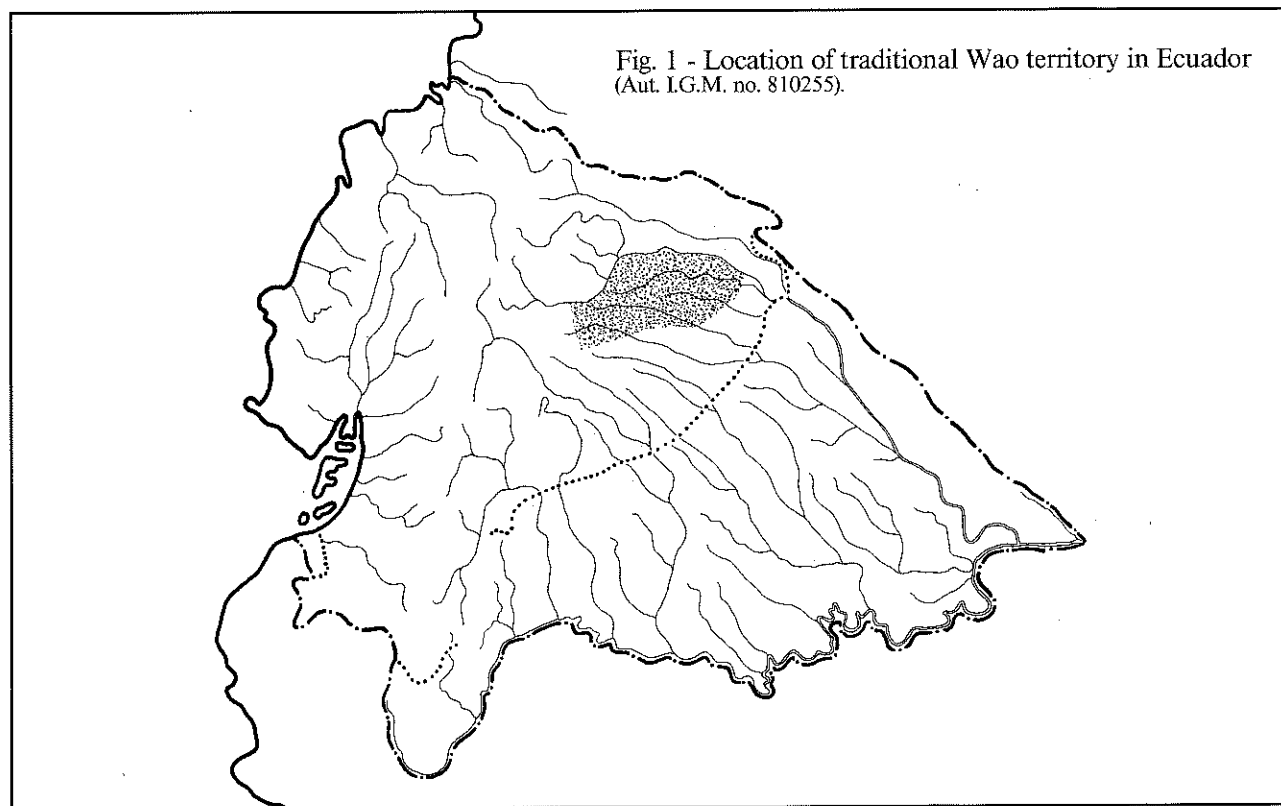 Fig. 1 - Location of traditional Wao territory in Ecuador
(Aut. I.G.M. no. 810255).